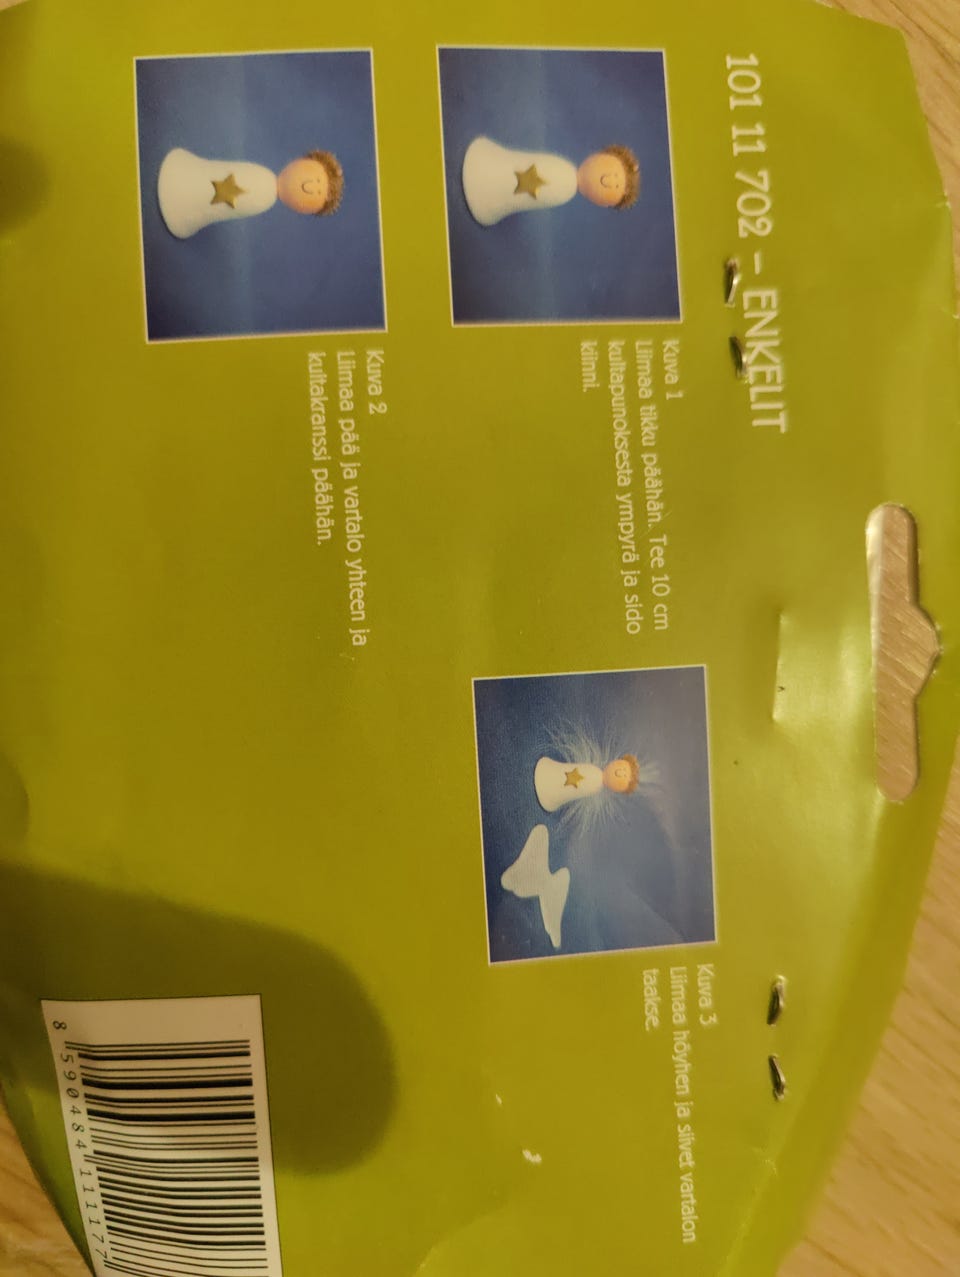 101 11 702 – ENKELIT
Kuva 1
Liimaa tikku päähän. Tee 10 cm
kultapunoksesta ympyrä ja sido
kiinni.
Kuva 2
Liimaa pää ja vartalo yhteen ja
kultakranssi päähän.
Kuva 3
Liimaa höyhen ja siivet vartalon
taakse.
8 590484 111177